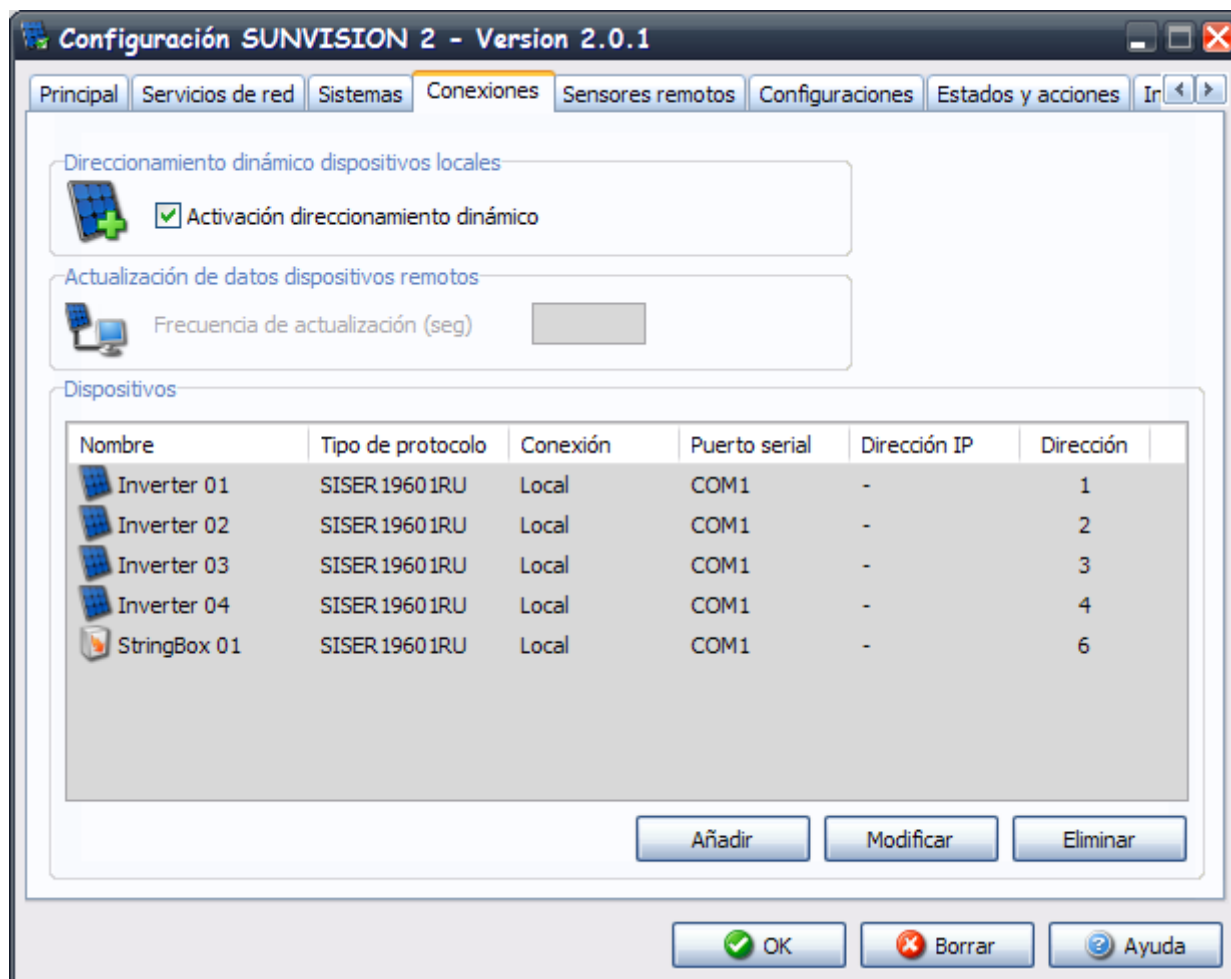 Configuración SUNVISION 2 - Version 2.0.1
Principal Servicios de red Sistemas Conexiones Sensores remotos Configuraciones Estados y acciones
Direccionamiento dinámico dispositivos locales
Activación direccionamiento dinámico
Actualización de datos dispositivos remotos
Frecuencia de actualización (seg)
Dispositivos
Nombre Tipo de protocolo Conexión Puerto serial Dirección IP Dirección
Inverter 01 SISER19601RU Local COM1 - 1
Inverter 02 SISER19601RU Local COM1 - 2
Inverter 03 SISER19601RU Local COM1 - 3
Inverter 04 SISER19601RU Local COM1 - 4
StringBox 01 SISER19601RU Local COM1 - 6
Añadir Modificar Eliminar
OK Borrar Ayuda